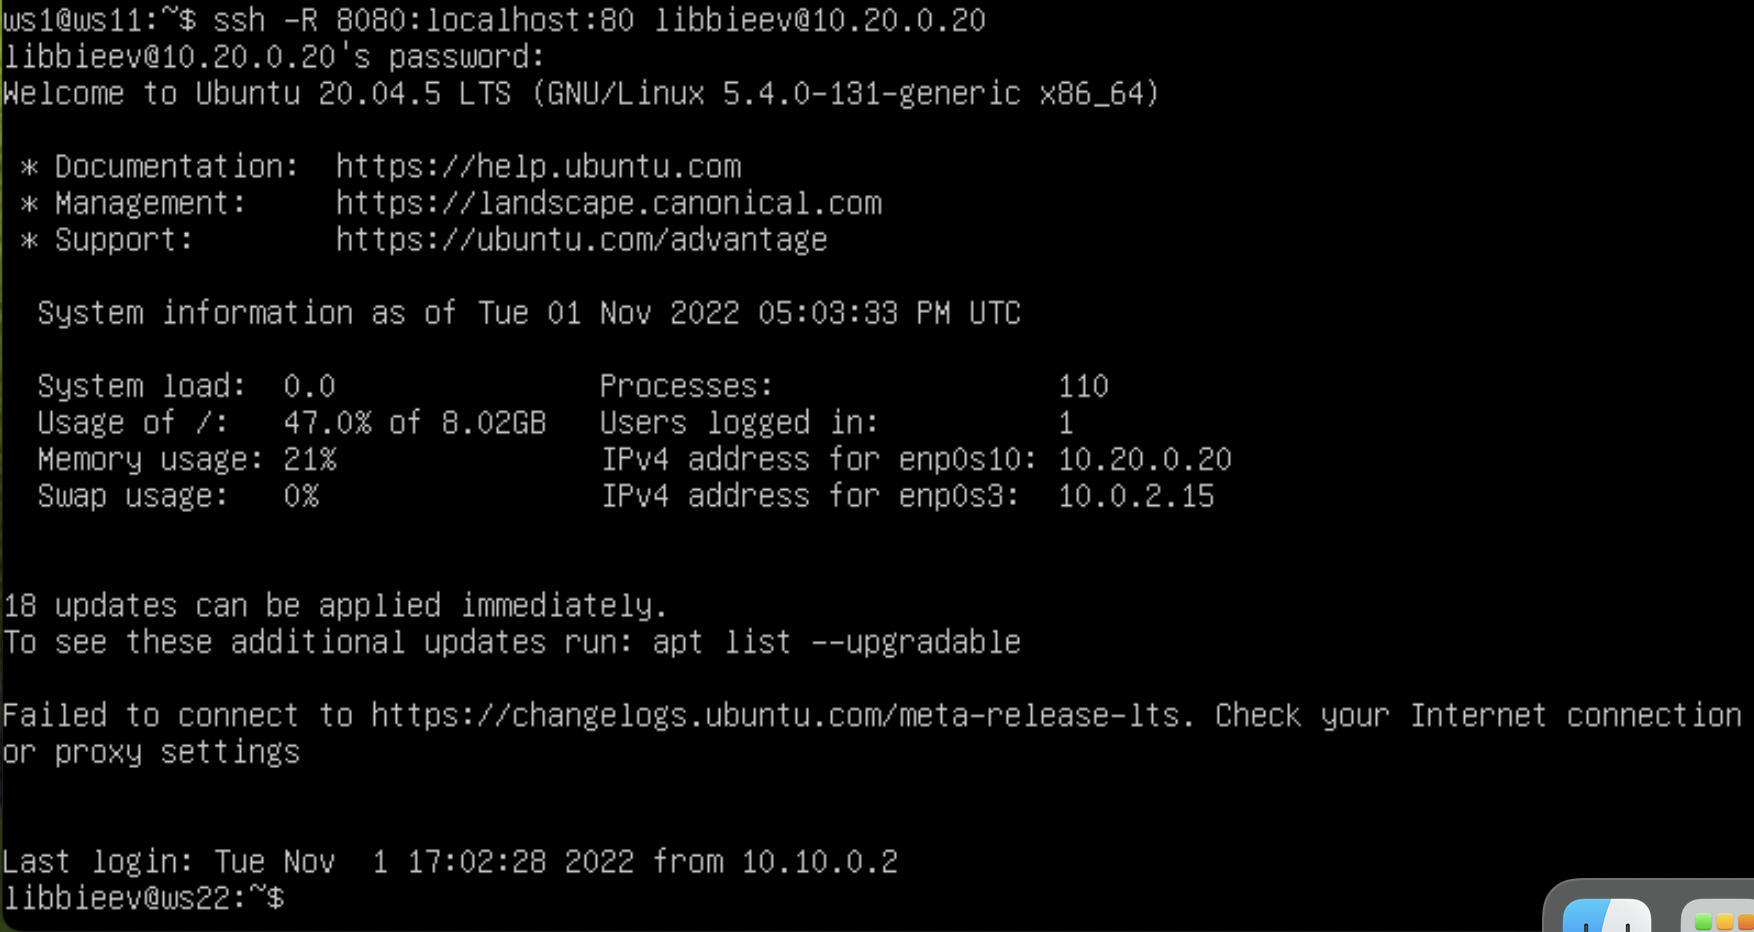 ws1@ws11:~$ ssh -R 8080:localhost:80 libbieev@10.20.0.20
libbieev@10.20.0.20's password:
Welcome to Ubuntu 20.04.5 LTS (GNU/Linux 5.4.0-131-generic x86_64)
* Documentation:  https://help.ubuntu.com
* Management:     https://landscape.canonical.com
* Support:        https://ubuntu.com/advantage
System information as of Tue 01 Nov 2022 05:03:33 PM UTC
System load:  0.0               Processes:                110
Usage of /:   47.0% of 8.02GB   Users logged in:          1
Memory usage: 21%               IPv4 address for enp0s10: 10.20.0.20
Swap usage:   0%                IPv4 address for enp0s3:  10.0.2.15
18 updates can be applied immediately.
To see these additional updates run: apt list --upgradable
Failed to connect to https://changelogs.ubuntu.com/meta-release-lts. Check your Internet connection
or proxy settings
Last login: Tue Nov  1 17:02:28 2022 from 10.10.0.2
libbieev@ws22:~$